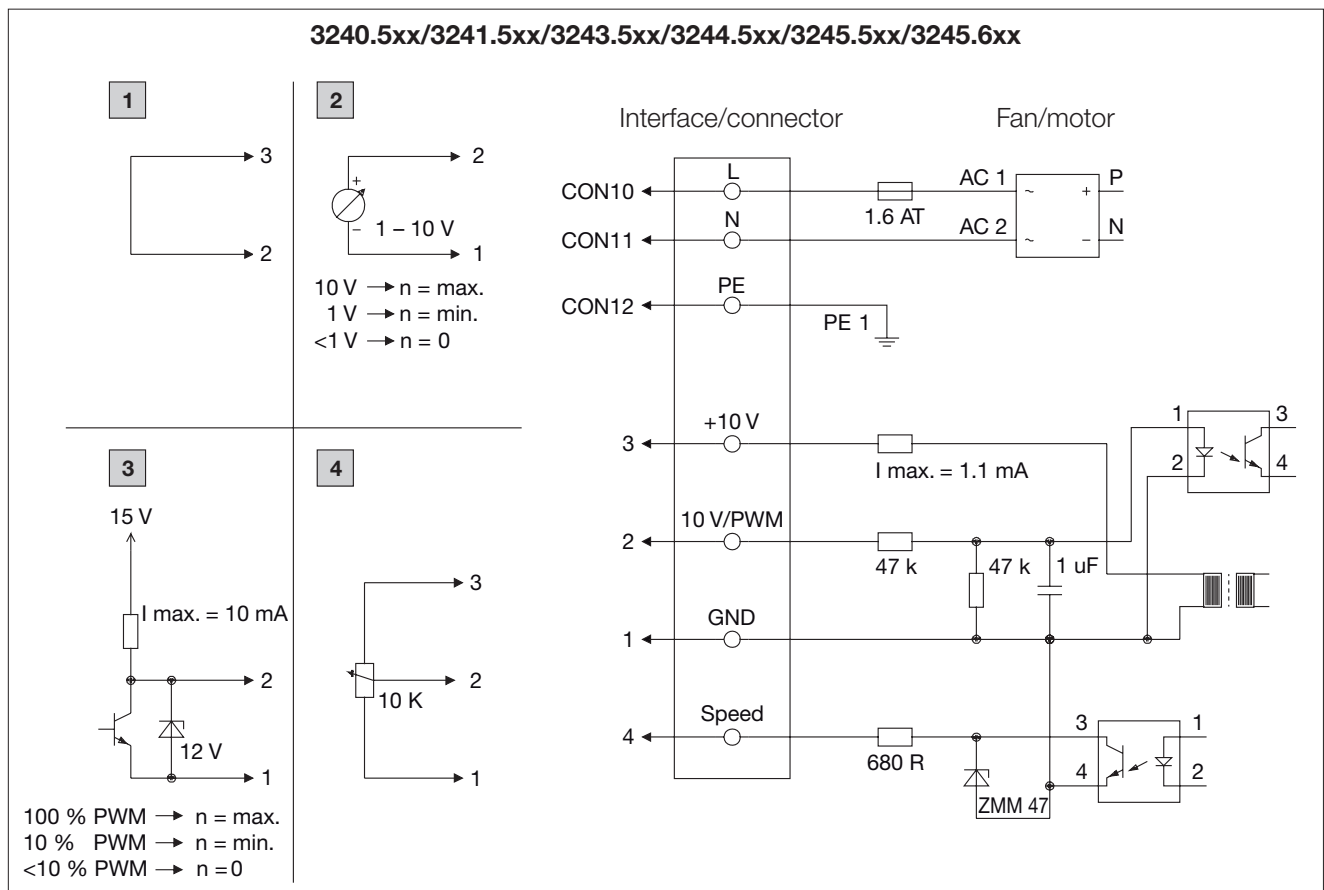 3240.5xx/3241.5xx/3243.5xx/3244.5xx/3245.5xx/3245.6xx
1
3
2
2
2
+
–
1 – 10 V
1
10 V → n = max.
1 V → n = min.
<1 V → n = 0
3
15 V
I max. = 10 mA
2
12 V
1
100 % PWM → n = max.
10 % PWM → n = min.
<10 % PWM → n = 0
4
3
2
10 K
1
Interface/connector
Fan/motor
CON10
L
1.6 AT
AC 1
~
+
P
CON11
N
AC 2
~
–
N
CON12
PE
PE 1
3
+10 V
I max. = 1.1 mA
1
3
2
4
2
10 V/PWM
47 k
47 k
1 uF
1
GND
4
Speed
680 R
ZMM 47
3
1
4
2